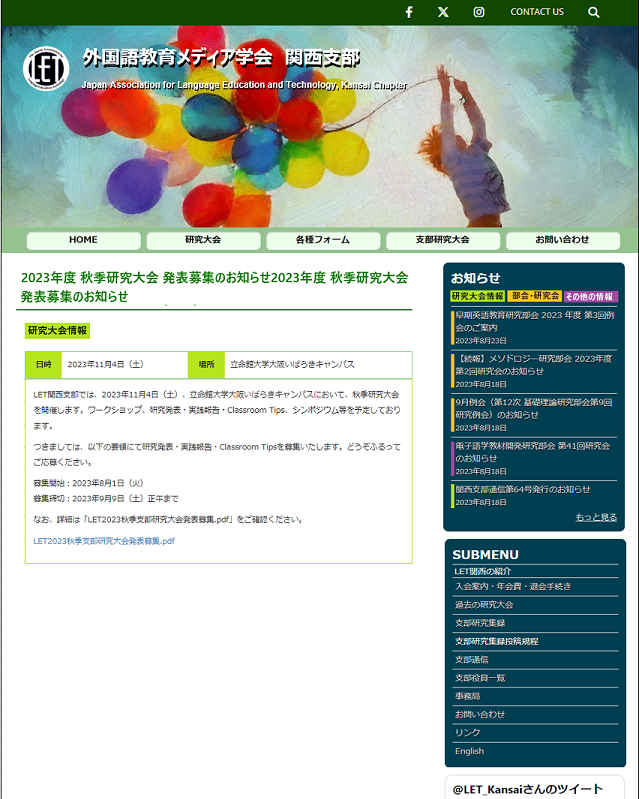 CONTACT US
外国語教育メディア学会 関西支部
Japan Association for Language Education and Technology, Kansai Chapter
LET
HOME
研究大会
各種フォーム
支部研究大会
お問い合わせ
2023年度 秋季研究大会 発表募集のお知らせ2023年度 秋季研究大会
発表募集のお知らせ
研究大会情報
日時 2023年11月4日（土） 場所 立命館大学大阪いばらきキャンパス
LET関西支部では、2023年11月4日（土）、立命館大学大阪いばらきキャンパスにおいて、秋季研究大会
を開催します。ワークショップ、研究発表・実践報告・Classroom Tips、シンポジウム等を予定しており
ます。
つきましては、以下の要領にて研究発表・実践報告・Classroom Tipsを募集いたします。どうぞふるって
ご応募ください。
募集開始：2023年8月1日（火）
募集締切：2023年9月9日（土）正午まで
なお、詳細は「LET2023秋季支部研究大会発表募集.pdf」をご確認ください。
LET2023秋季支部研究大会発表募集.pdf
お知らせ
研究大会情報 部会・研究会 その他の情報
早期英語教育研究部会 2023 年度 第3回例
会のご案内
2023年8月23日
【続報】メソドロジー研究部会 2023年度
第2回研究会のお知らせ
2023年8月18日
9月例会（第12次 基礎理論研究部会第9回
研究例会）のお知らせ
2023年8月18日
電子語学教材開発研究部会 第41回研究会
のお知らせ
2023年8月18日
関西支部通信第64号発行のお知らせ
2023年8月18日
もっと見る
SUBMENU
LET関西の紹介
入会案内・年会費・退会手続き
過去の研究大会
支部研究集録
支部研究集録投稿規程
支部通信
支部役員一覧
事務局
お問い合わせ
リンク
English
@LET_Kansaiさんのツイート